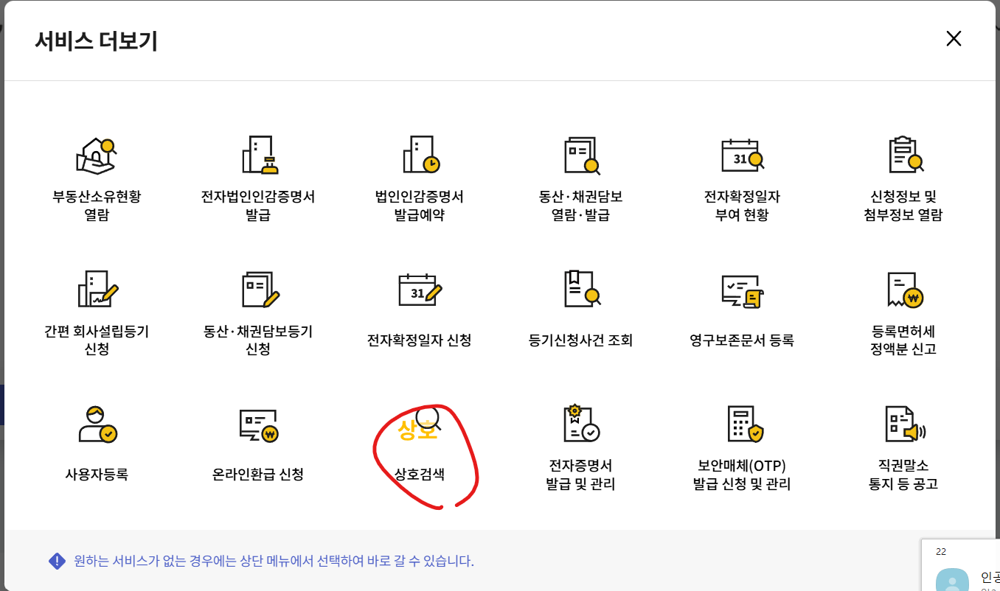 서비스 더보기
부동산소유현황
열람
전자법인인감증명서
발급
법인인감증명서
발급예약
동산·채권담보
열람·발급
31
전자확정일자
부여 현황
신청정보 및
첨부정보 열람
간편 회사설립등기
신청
동산·채권담보등기
신청
31
전자확정일자 신청
등기신청사건 조회
영구보존문서 등록
₩
등록면허세
정액분 신고
사용자등록
₩
온라인환급 신청
상호
상호검색
전자증명서
발급 및 관리
보안매체(OTP)
발급 신청 및 관리
직권말소
통지 등 공고
원하는 서비스가 없는 경우에는 상단 메뉴에서 선택하여 바로 갈 수 있습니다.
22
인공